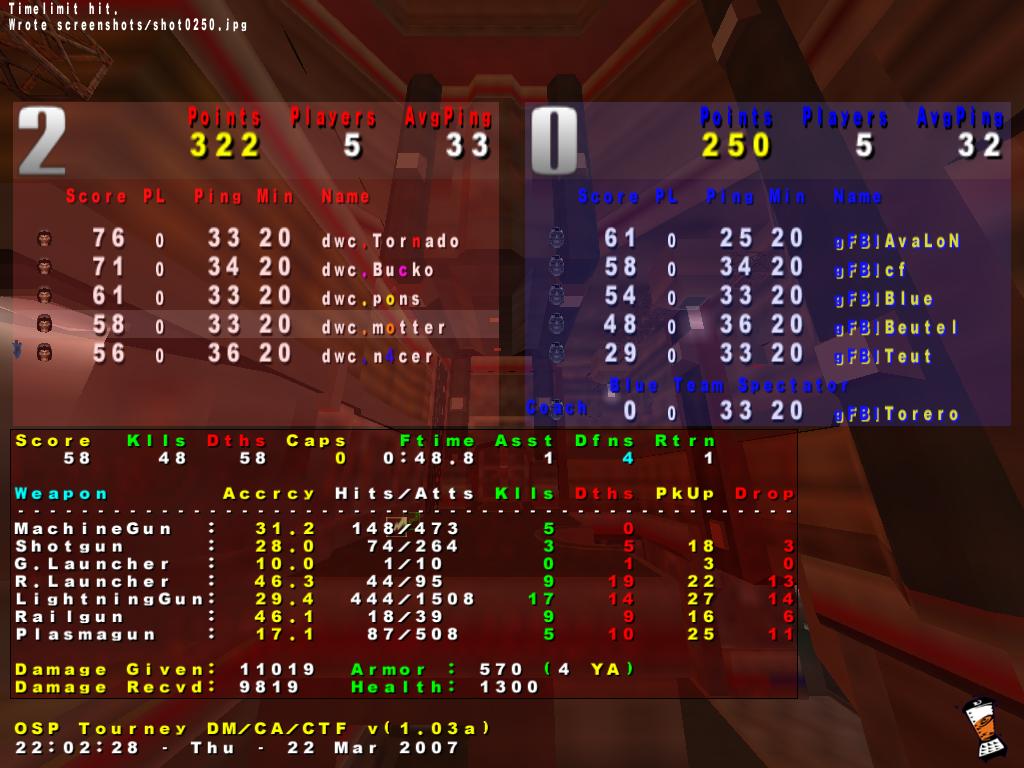 Timelimit hit.
Wrote screenshots/shot0250.jpg
2 Points Players AvgPing
322 5 33
Score PL Ping Min Name
76 0 33 20 dwc.Tornado
71 0 34 20 dwc.Bucko
61 0 33 20 dwc.pons
58 0 33 20 dwc.motter
56 0 36 20 dwc.n4cer
0 Points Players AvgPing
250 5 32
Score PL Ping Min Name
61 0 25 20 gFB|AvaLoN
58 0 34 20 gFB|cf
54 0 33 20 gFB|Blue
48 0 36 20 gFB|Beutel
29 0 33 20 gFB|Teut
Blue Team Spectator
Coach 0 0 33 20 gFB|Torero
Score Klls Dths Caps Ftime Asst Dfns Rtrn
58 48 58 0 0:48.8 1 4 1
Weapon Accrcy Hits/Atts Klls Dths PkUp Drop
MachineGun : 31.2 148/473 5 0
Shotgun : 28.0 74/264 3 5 18 3
G.Launcher : 10.0 1/10 0 1 3 0
R.Launcher : 46.3 44/95 9 19 22 13
LightningGun: 29.4 444/1508 17 14 27 14
Railgun : 46.1 18/39 9 9 16 6
Plasmagun : 17.1 87/508 5 10 25 11
Damage Given: 11019 Armor : 570 (4 YA)
Damage Recvd: 9819 Health: 1300
OSP Tourney DM/CA/CTF v(1.03a)
22:02:28 - Thu - 22 Mar 2007